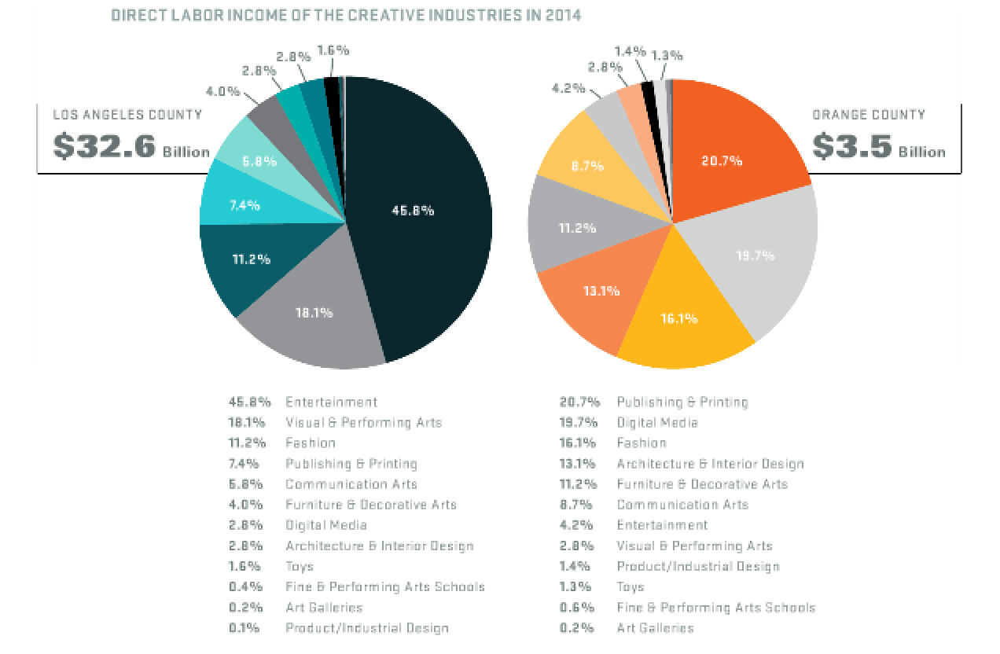 DIRECT LABOR INCOME OF THE CREATIVE INDUSTRIES IN 2014
LOS ANGELES COUNTY
$32.6 Billion
4.0%
2.8%
2.8%
1.6%
5.8%
7.4%
11.2%
18.1%
45.8%
ORANGE COUNTY
$3.5 Billion
4.2%
2.8%
1.4%
1.3%
8.7%
11.2%
13.1%
16.1%
19.7%
20.7%
45.8% Entertainment
18.1% Visual & Performing Arts
11.2% Fashion
7.4% Publishing & Printing
5.8% Communication Arts
4.0% Furniture & Decorative Arts
2.8% Digital Media
2.8% Architecture & Interior Design
1.6% Toys
0.4% Fine & Performing Arts Schools
0.2% Art Galleries
0.1% Product/Industrial Design
20.7% Publishing & Printing
19.7% Digital Media
16.1% Fashion
13.1% Architecture & Interior Design
11.2% Furniture & Decorative Arts
8.7% Communication Arts
4.2% Entertainment
2.8% Visual & Performing Arts
1.4% Product/Industrial Design
1.3% Toys
0.6% Fine & Performing Arts Schools
0.2% Art Galleries